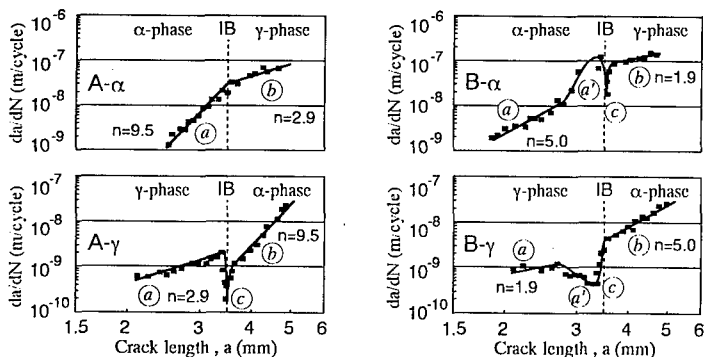 da/dN (m/cycle)
10⁻⁶
10⁻⁷
10⁻⁸
10⁻⁹
α-phase IB γ-phase
A-α
a
b
n=9.5
n=2.9
da/dN (m/cycle)
10⁻⁶
10⁻⁷
10⁻⁸
10⁻⁹
α-phase IB γ-phase
B-α
a
a'
b
c
n=1.9
n=5.0
da/dN (m/cycle)
10⁻⁷
10⁻⁸
10⁻⁹
10⁻¹⁰
γ-phase IB α-phase
A-γ
n=9.5
b
a
n=2.9
c
1.5 2 3 4 5 6
Crack length , a (mm)
da/dN (m/cycle)
10⁻⁷
10⁻⁸
10⁻⁹
10⁻¹⁰
γ-phase IB α-phase
B-γ
a
b
n=5.0
n=1.9
a'
c
1.5 2 3 4 5 6
Crack length , a (mm)